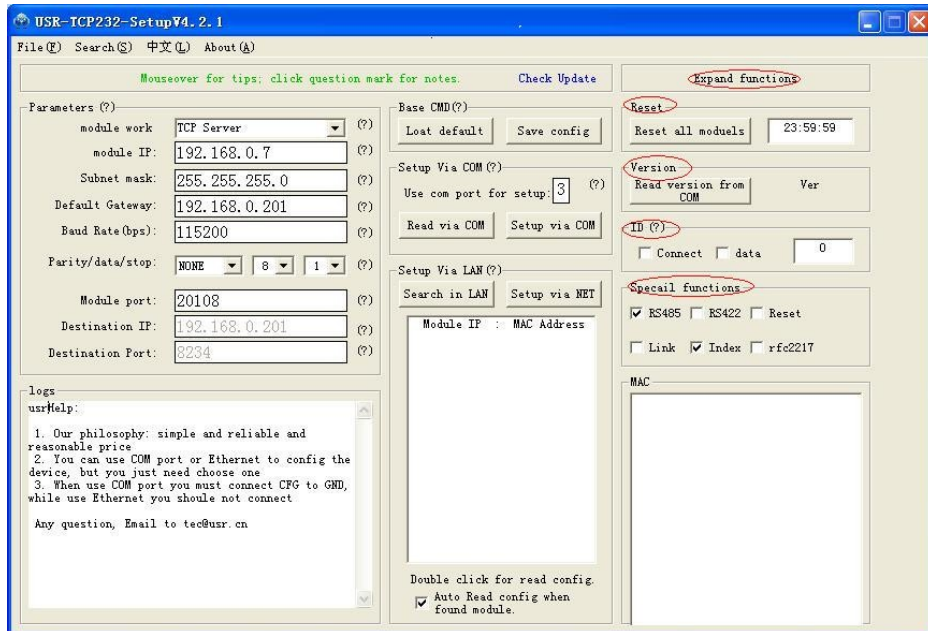 USR-TCP232-SetupV4.2.1
File(F) Search(S) 中文(L) About(A)
Mouseover for tips; click question mark for notes. Check Update
Expand functions
Parameters (?)
module work TCP Server (?)
module IP: 192.168.0.7 (?)
Subnet mask: 255.255.255.0 (?)
Default Gateway: 192.168.0.201 (?)
Baud Rate(bps): 115200 (?)
Parity/data/stop: NONE 8 1 (?)
Module port: 20108 (?)
Destination IP: 192.168.0.201 (?)
Destination Port: 8234 (?)
logs
usrHelp:
1. Our philosophy: simple and reliable and
reasonable price
2. You can use COM port or Ethernet to config the
device, but you just need choose one
3. When use COM port you must connect CFG to GND,
while use Ethernet you shoule not connect
Any question, Email to tec@usr.cn
Base CMD(?)
Loat default Save config
Setup Via COM(?)
Use com port for setup: 3 (?)
Read via COM Setup via COM
Setup Via LAN(?)
Search in LAN Setup via NET
Module IP : MAC Address
Double click for read config.
Auto Read config when
found module.
Reset
Reset all moduels 23:59:59
Version
Read version from
COM
Ver
ID (?)
Connect data 0
Specail functions
RS485 RS422 Reset
Link Index rfc2217
MAC